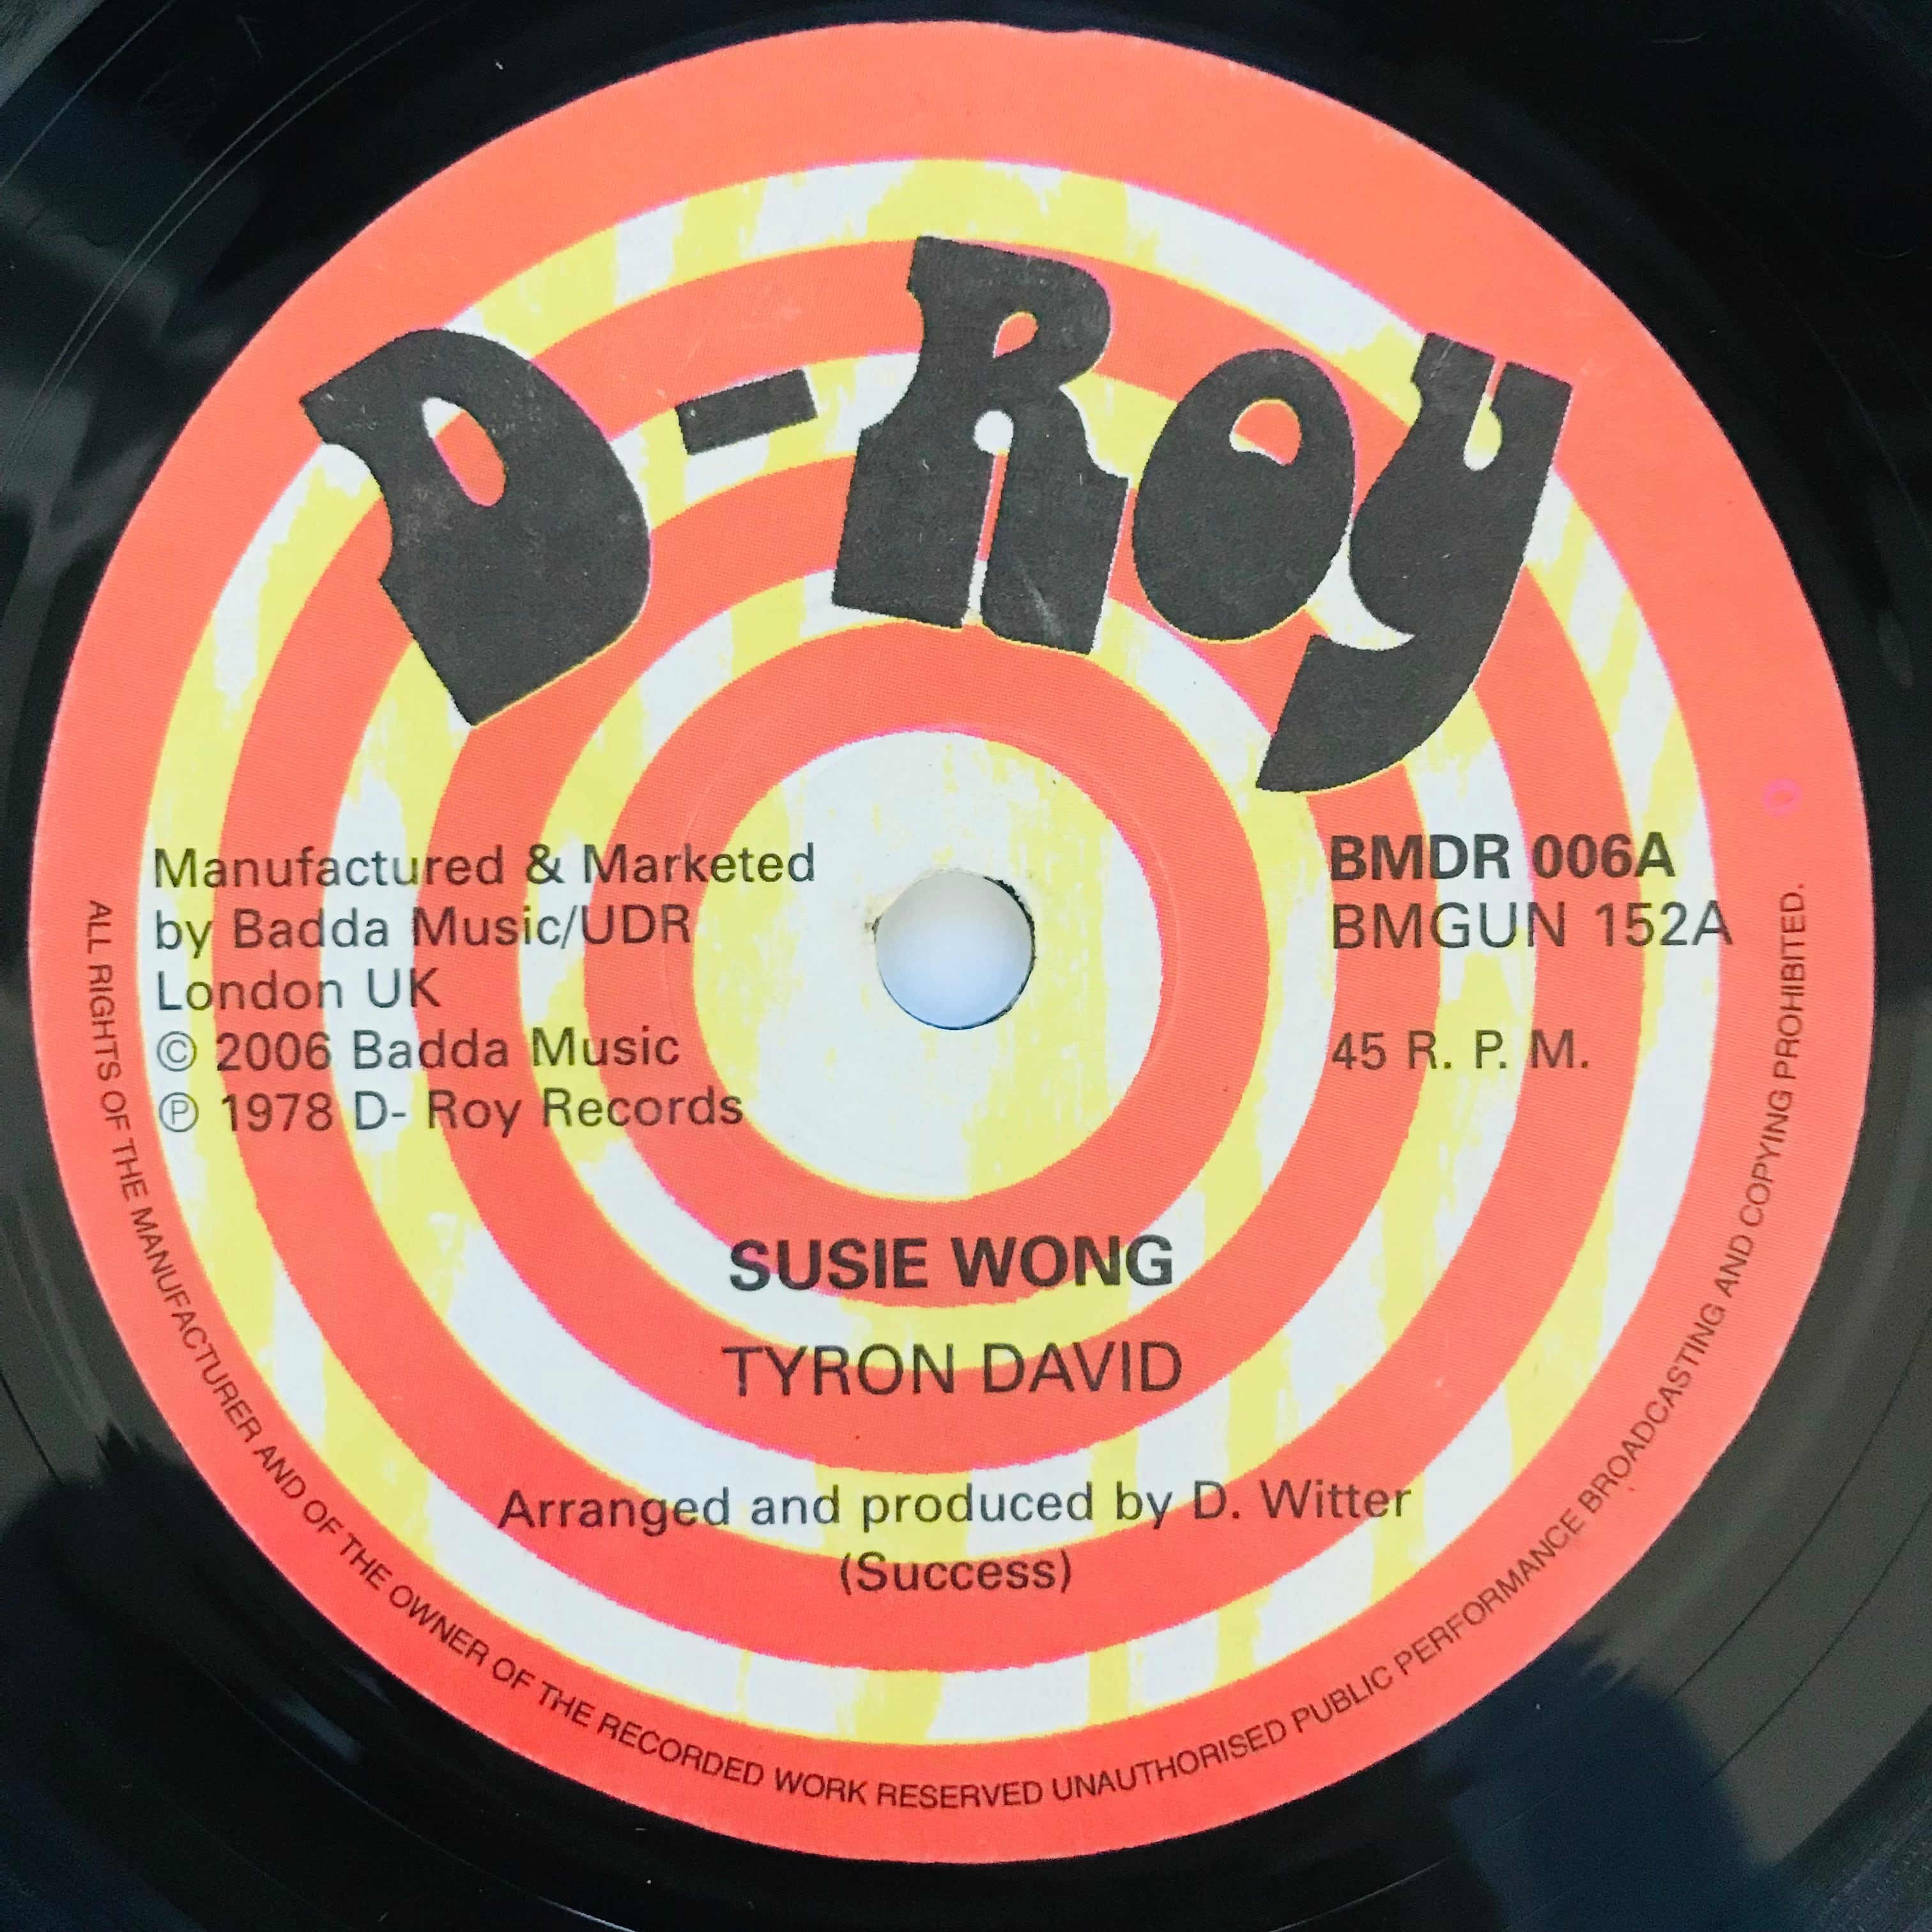 D-Roy
Manufactured & Marketed
by Badda Music/UDR
London UK
© 2006 Badda Music
℗ 1978 D- Roy Records
BMDR 006A
BMGUN 152A
45 R. P. M.
SUSIE WONG
TYRON DAVID
Arranged and produced by D. Witter
(Success)
ALL RIGHTS OF THE MANUFACTURER AND OF THE OWNER OF THE RECORDED WORK RESERVED UNAUTHORISED PUBLIC PERFORMANCE BROADCASTING AND COPYING PROHIBITED.